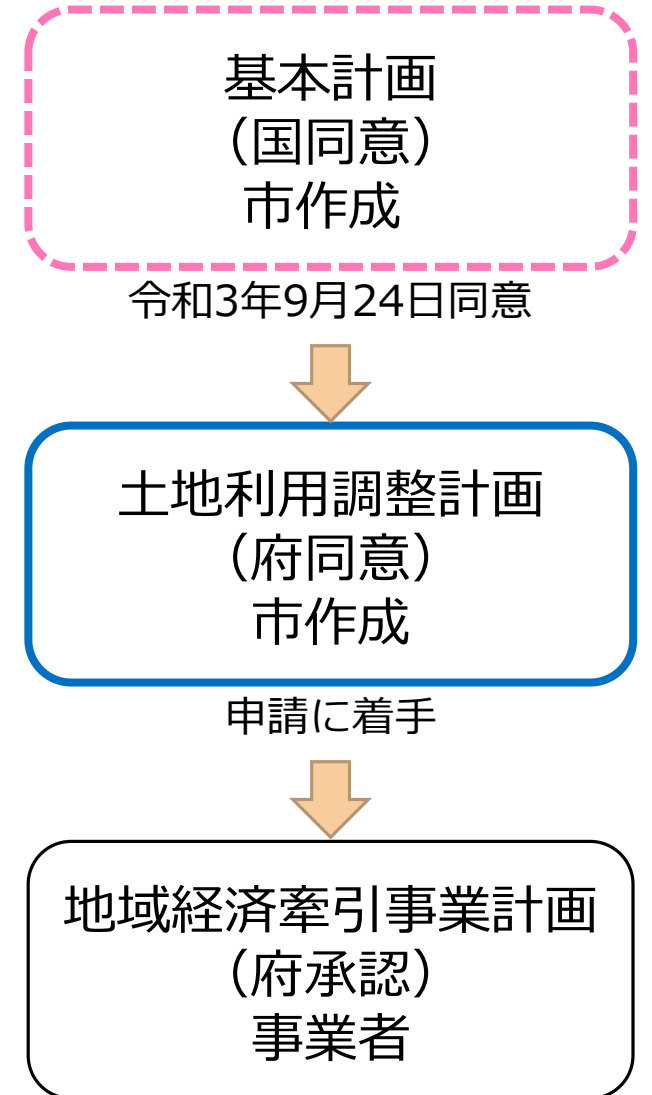 基本計画
（国同意）
市作成
令和3年9月24日同意
土地利用調整計画
（府同意）
市作成
申請に着手
地域経済牽引事業計画
（府承認）
事業者